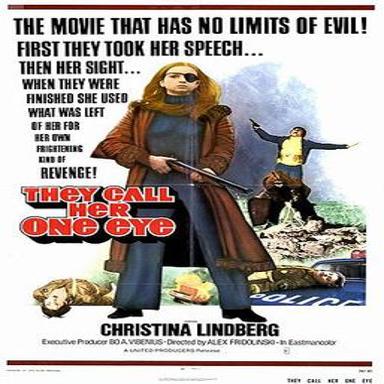 THE MOVIE THAT HAS NO LIMITS OF EVIL!
FIRST THEY TOOK HER SPEECH...
THEN HER SIGHT...
WHEN THEY WERE
FINISHED SHE USED
WHAT WAS LEFT
OF HER FOR
HER OWN
FRIGHTENING
KIND OF
REVENGE!
THEY CALL
HER
ONE EYE
POLICE
CHRISTINA LINDBERG
Executive Producer BO A. VIBENIUS - Directed by ALEX FRIDOLINSKI - In Eastmancolor
A UNITED PRODUCERS Release
THEY CALL HER ONE EYE